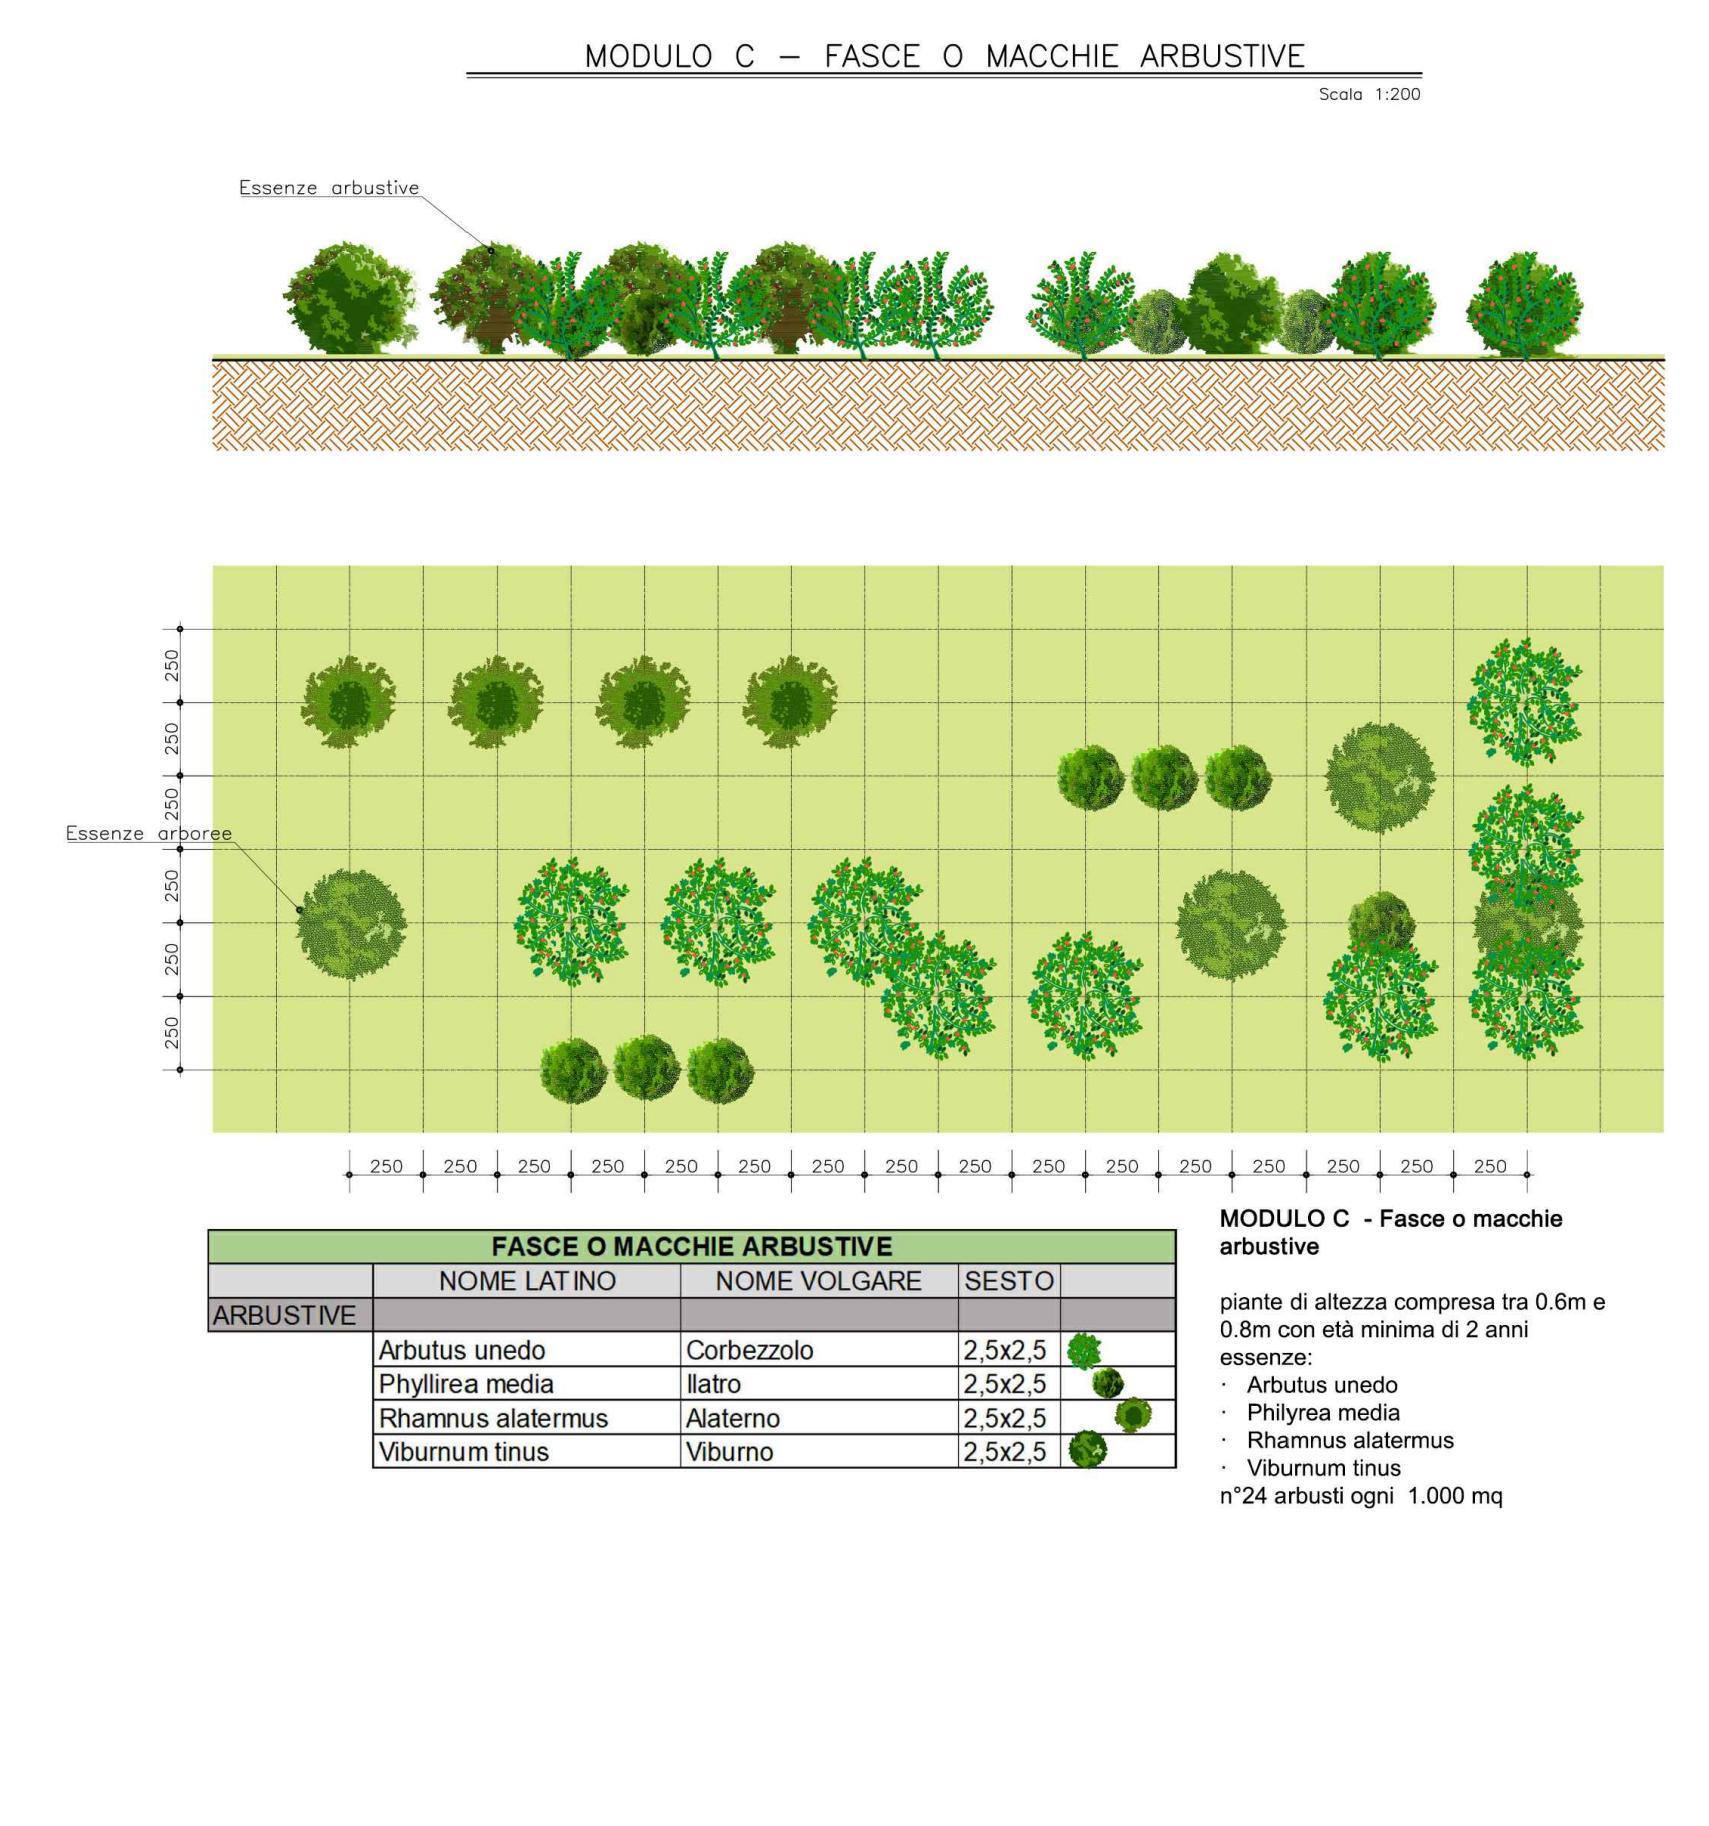 MODULO C – FASCE O MACCHIE ARBUSTIVE
Scala 1:200
Essenze arbustive
250
250
250
Essenze arboree
250
250
250
250 250 250 250 250 250 250 250 250 250 250 250 250 250 250 250
FASCE O MACCHIE ARBUSTIVE
NOME LATINO NOME VOLGARE SESTO
ARBUSTIVE
Arbutus unedo Corbezzolo 2,5x2,5
Phyllirea media Ilatro 2,5x2,5
Rhamnus alatermus Alaterno 2,5x2,5
Viburnum tinus Viburno 2,5x2,5
MODULO C - Fasce o macchie
arbustive
piante di altezza compresa tra 0.6m e
0.8m con età minima di 2 anni
essenze:
· Arbutus unedo
· Philyrea media
· Rhamnus alatermus
· Viburnum tinus
n°24 arbusti ogni 1.000 mq